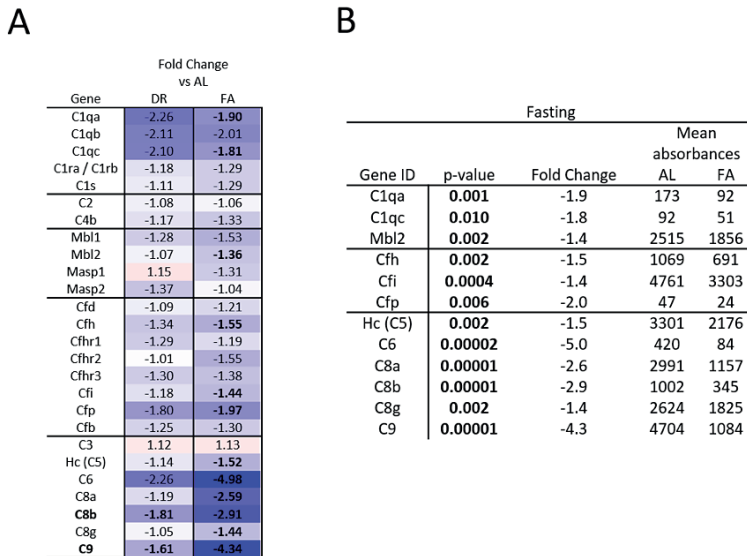 A
Fold Change
vs AL
Gene DR FA
C1qa -2.26 -1.90
C1qb -2.11 -2.01
C1qc -2.10 -1.81
C1ra / C1rb -1.18 -1.29
C1s -1.11 -1.29
C2 -1.08 -1.06
C4b -1.17 -1.33
Mbl1 -1.28 -1.53
Mbl2 -1.07 -1.36
Masp1 1.15 -1.31
Masp2 -1.37 -1.04
Cfd -1.09 -1.21
Cfh -1.34 -1.55
Cfhr1 -1.29 -1.19
Cfhr2 -1.01 -1.55
Cfhr3 -1.30 -1.38
Cfi -1.18 -1.44
Cfp -1.80 -1.97
Cfb -1.25 -1.30
C3 1.12 1.13
Hc (C5) -1.14 -1.52
C6 -2.26 -4.98
C8a -1.19 -2.59
C8b -1.81 -2.91
C8g -1.05 -1.44
C9 -1.61 -4.34
B
Fasting
Mean
absorbances
Gene ID p-value Fold Change AL FA
C1qa 0.001 -1.9 173 92
C1qc 0.010 -1.8 92 51
Mbl2 0.002 -1.4 2515 1856
Cfh 0.002 -1.5 1069 691
Cfi 0.0004 -1.4 4761 3303
Cfp 0.006 -2.0 47 24
Hc (C5) 0.002 -1.5 3301 2176
C6 0.00002 -5.0 420 84
C8a 0.00001 -2.6 2991 1157
C8b 0.00001 -2.9 1002 345
C8g 0.002 -1.4 2624 1825
C9 0.00001 -4.3 4704 1084